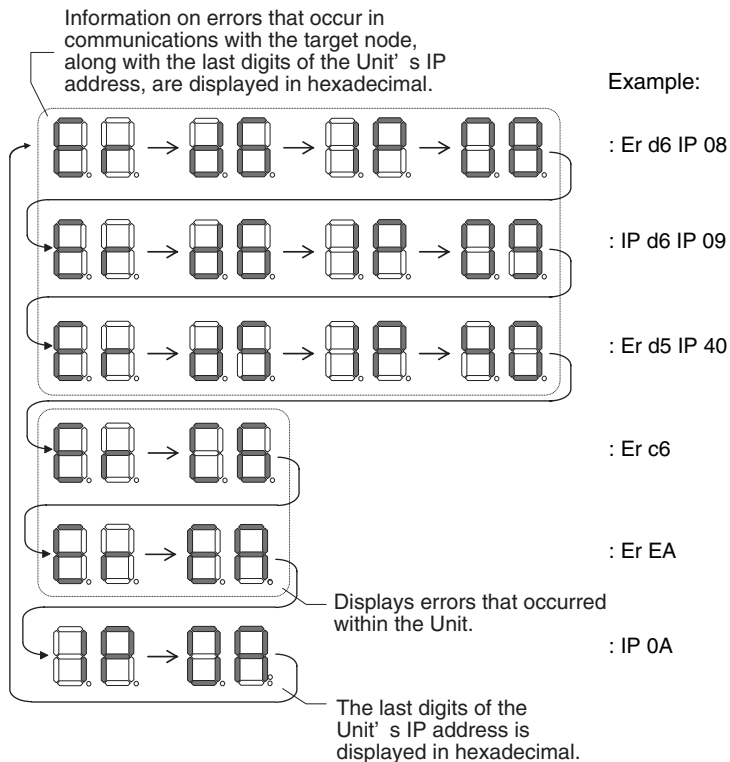 Information on errors that occur in
communications with the target node,
along with the last digits of the Unit' s IP
address, are displayed in hexadecimal.
Example:
: Er d6 IP 08
: IP d6 IP 09
: Er d5 IP 40
: Er c6
: Er EA
Displays errors that occurred
within the Unit.
: IP 0A
The last digits of the
Unit' s IP address is
displayed in hexadecimal.